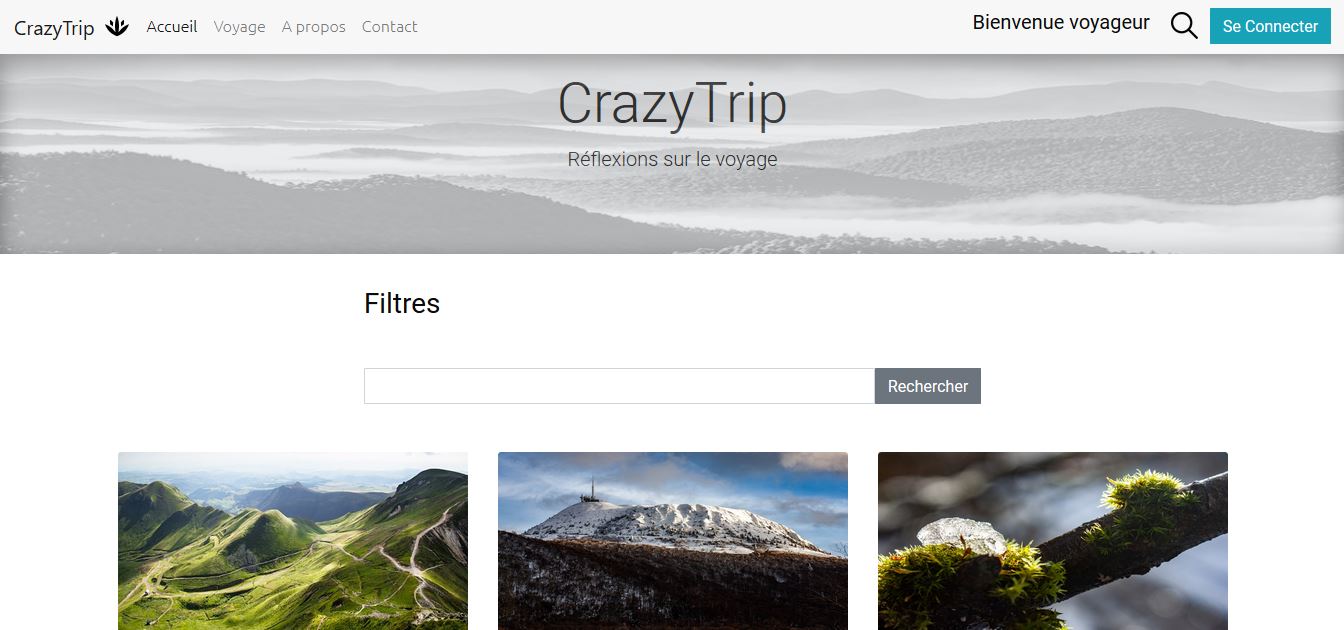 CrazyTrip Accueil Voyage A propos Contact Bienvenue voyageur Se Connecter
CrazyTrip
Réflexions sur le voyage
Filtres
Rechercher